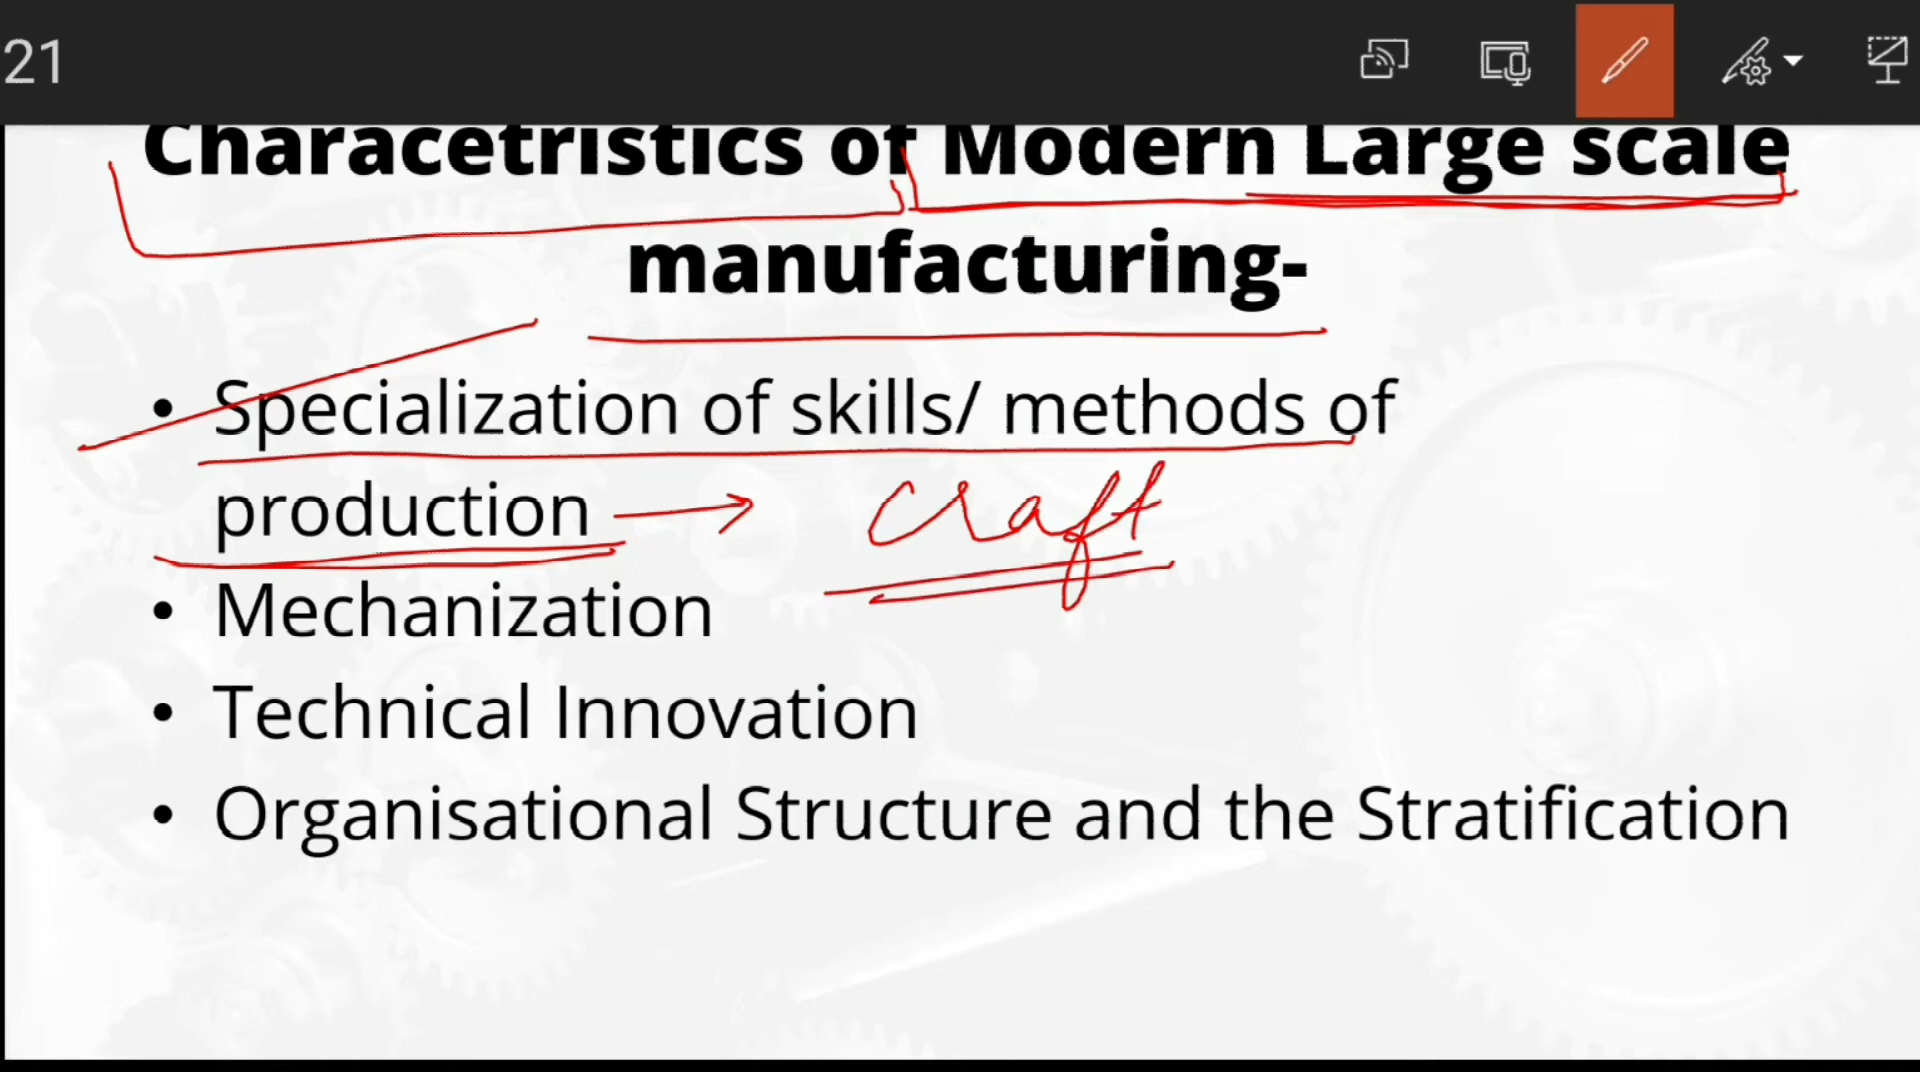 21
Characetristics of Modern Large scale
manufacturing-
• Specialization of skills/ methods of
production → craft
• Mechanization
• Technical Innovation
• Organisational Structure and the Stratification